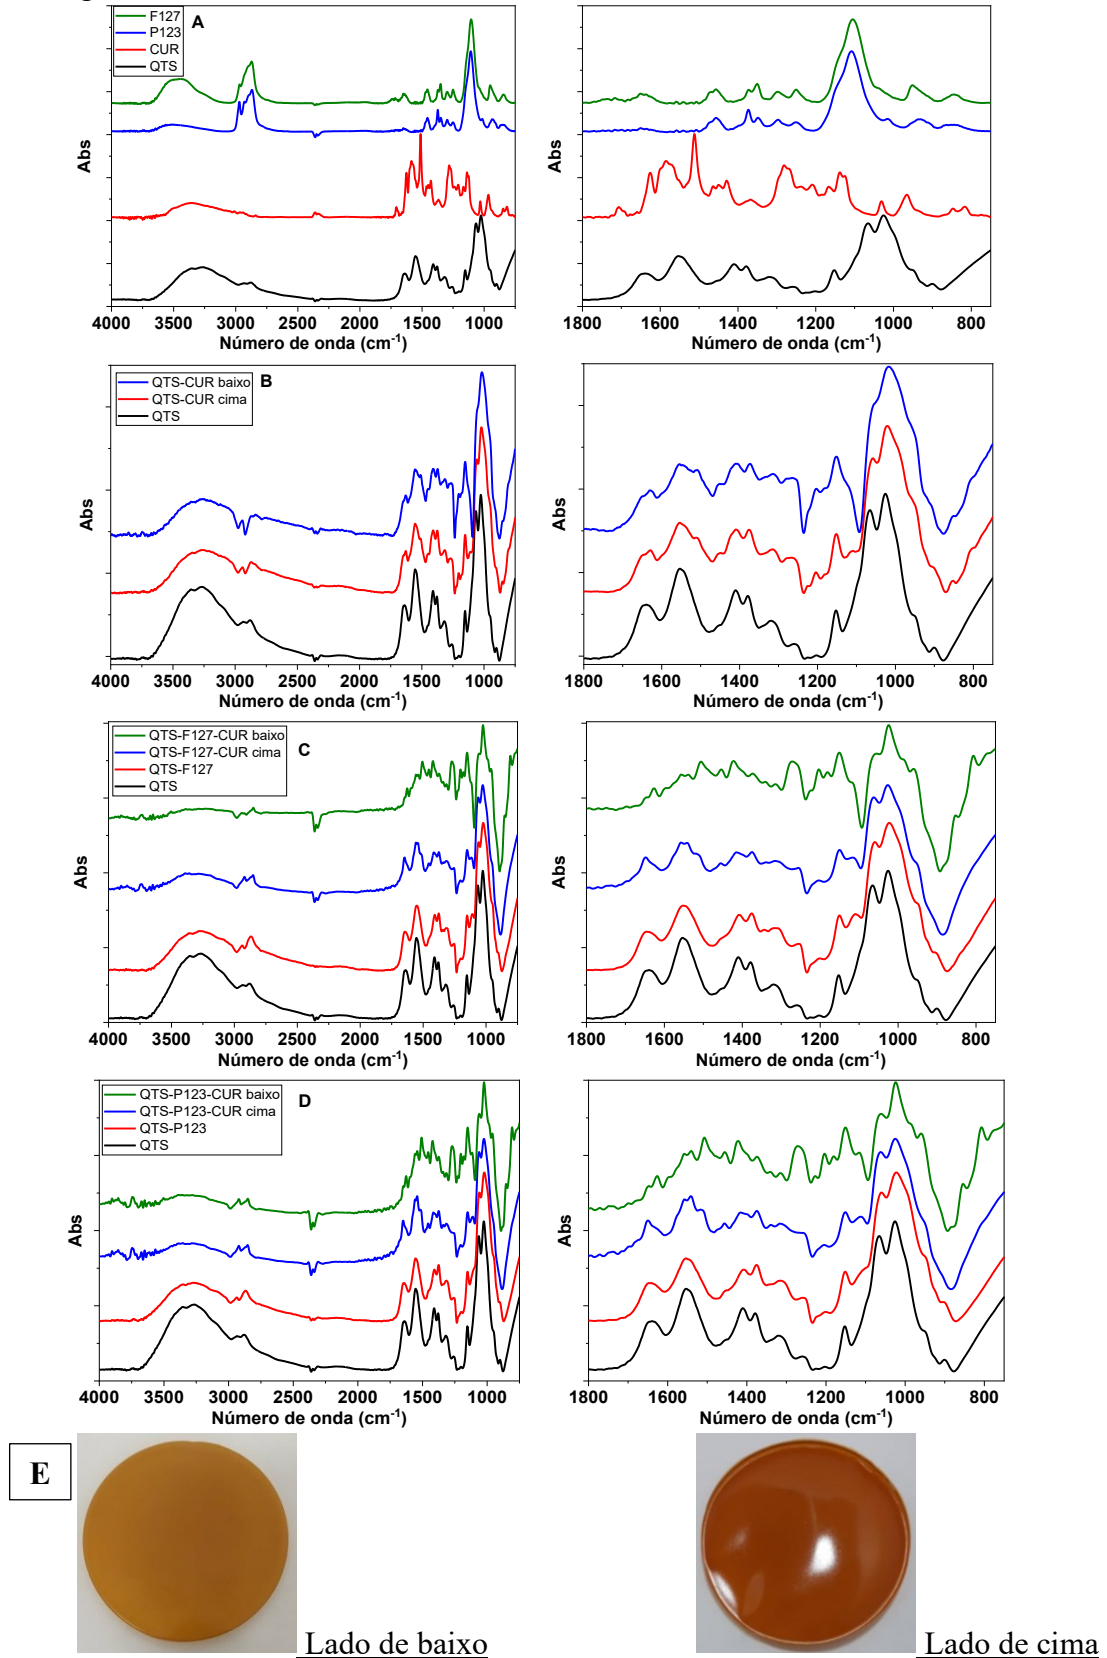 F127
P123
CUR
QTS
A
Abs
4000 3500 3000 2500 2000 1500 1000
Número de onda (cm-1)
1800 1600 1400 1200 1000 800
Número de onda (cm-1)
QTS-CUR baixo
QTS-CUR cima
QTS
B
Abs
Abs
4000 3500 3000 2500 2000 1500 1000
Número de onda (cm-1)
1800 1600 1400 1200 1000 800
Número de onda (cm-1)
QTS-F127-CUR baixo
QTS-F127-CUR cima
QTS-F127
QTS
C
Abs
Abs
4000 3500 3000 2500 2000 1500 1000
Número de onda (cm-1)
1800 1600 1400 1200 1000
Número de onda (cm-1)
QTS-P123-CUR baixo
QTS-P123-CUR cima
QTS-P123
QTS
D
Abs
Abs
4000 3500 3000 2500 2000 1500 1000
Número de onda (cm-1)
1800 1600 1400 1200 1000 800
Número de onda (cm-1)
E
Lado de baixo
Lado de cima